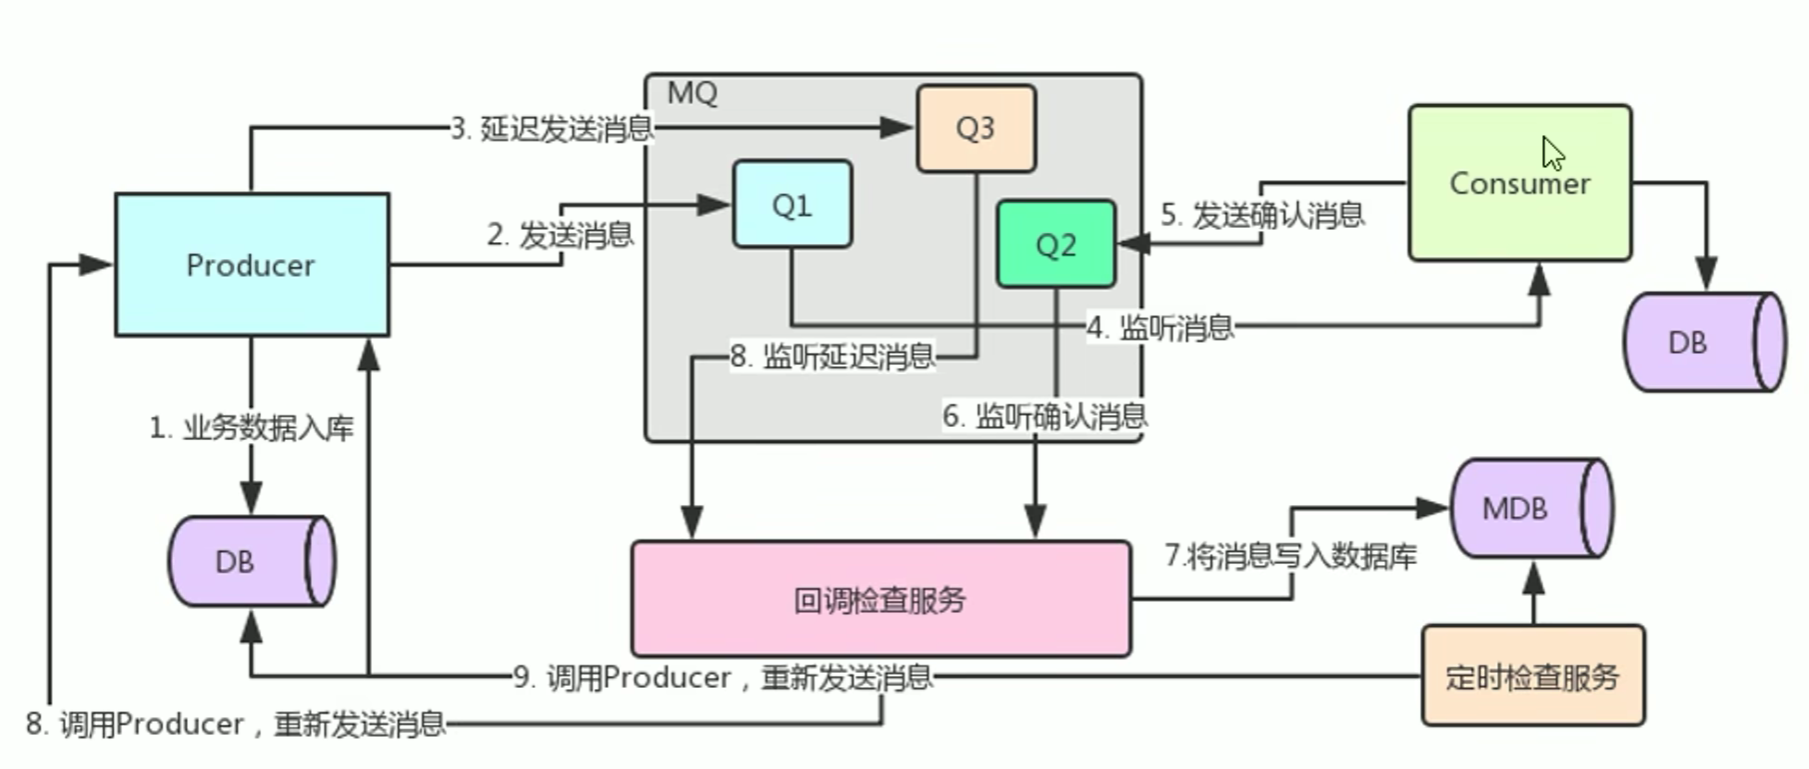 MQ
3. 延迟发送消息
Q3
Q1
Q2
2. 发送消息
Producer
5. 发送确认消息
Consumer
4. 监听消息
DB
8. 监听延迟消息
6. 监听确认消息
1. 业务数据入库
DB
MDB
7.将消息写入数据库
回调检查服务
9. 调用Producer，重新发送消息
定时检查服务
8. 调用Producer，重新发送消息